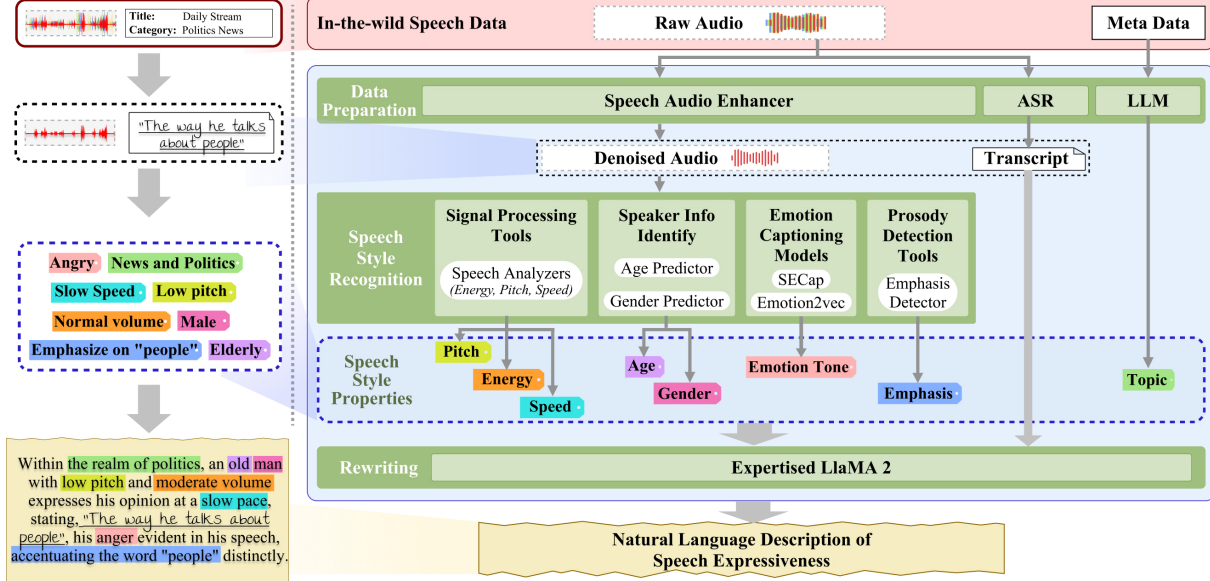 Title: Daily Stream
Category: Politics News
"The way he talks
about people"
Angry
News and Politics
Slow Speed
Low pitch
Normal volume
Male
Emphasize on "people"
Elderly
Within the realm of politics, an old man
with low pitch and moderate volume
expresses his opinion at a slow pace,
stating, "The way he talks about
people", his anger evident in his speech,
accentuating the word "people" distinctly.
In-the-wild Speech Data
Raw Audio
Meta Data
Data
Preparation
Speech Audio Enhancer
ASR
LLM
Denoised Audio
Transcript
Speech
Style
Recognition
Signal Processing
Tools
Speech Analyzers
(Energy, Pitch, Speed)
Speaker Info
Identify
Age Predictor
Gender Predictor
Emotion
Captioning
Models
SECap
Emotion2vec
Prosody
Detection
Tools
Emphasis
Detector
Speech
Style
Properties
Pitch
Energy
Speed
Age
Gender
Emotion Tone
Emphasis
Topic
Rewriting
Expertised LlaMA 2
Natural Language Description of
Speech Expressiveness